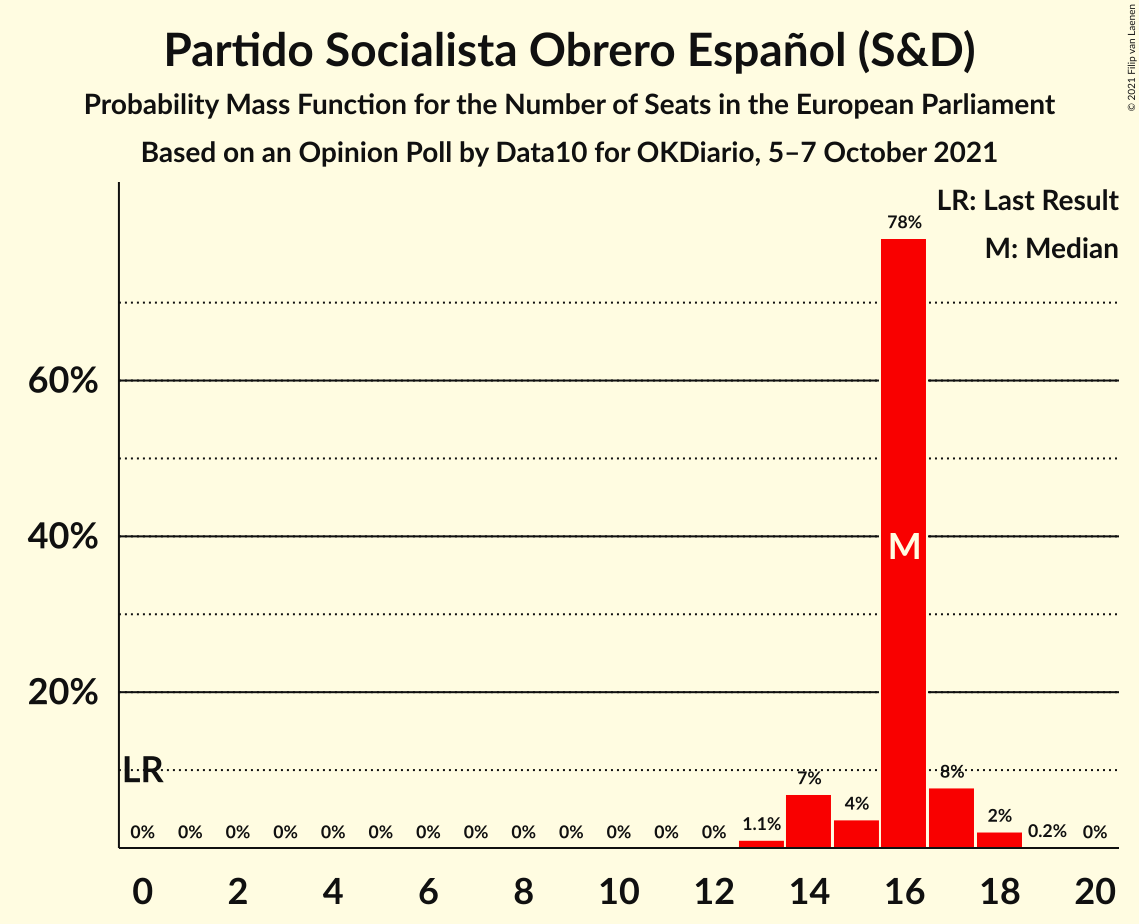 Partido Socialista Obrero Español (S&D)
Probability Mass Function for the Number of Seats in the European Parliament
Based on an Opinion Poll by Data10 for OKDiario, 5–7 October 2021
© 2021 Filip van Laenen
LR: Last Result
M: Median
78%
60%
40%
M
20%
LR
0% 0% 0% 0% 0% 0% 0% 0% 0% 0% 0% 0% 0% 1.1% 7% 4% 8% 2% 0.2% 0%
0 2 4 6 8 10 12 14 16 18 20